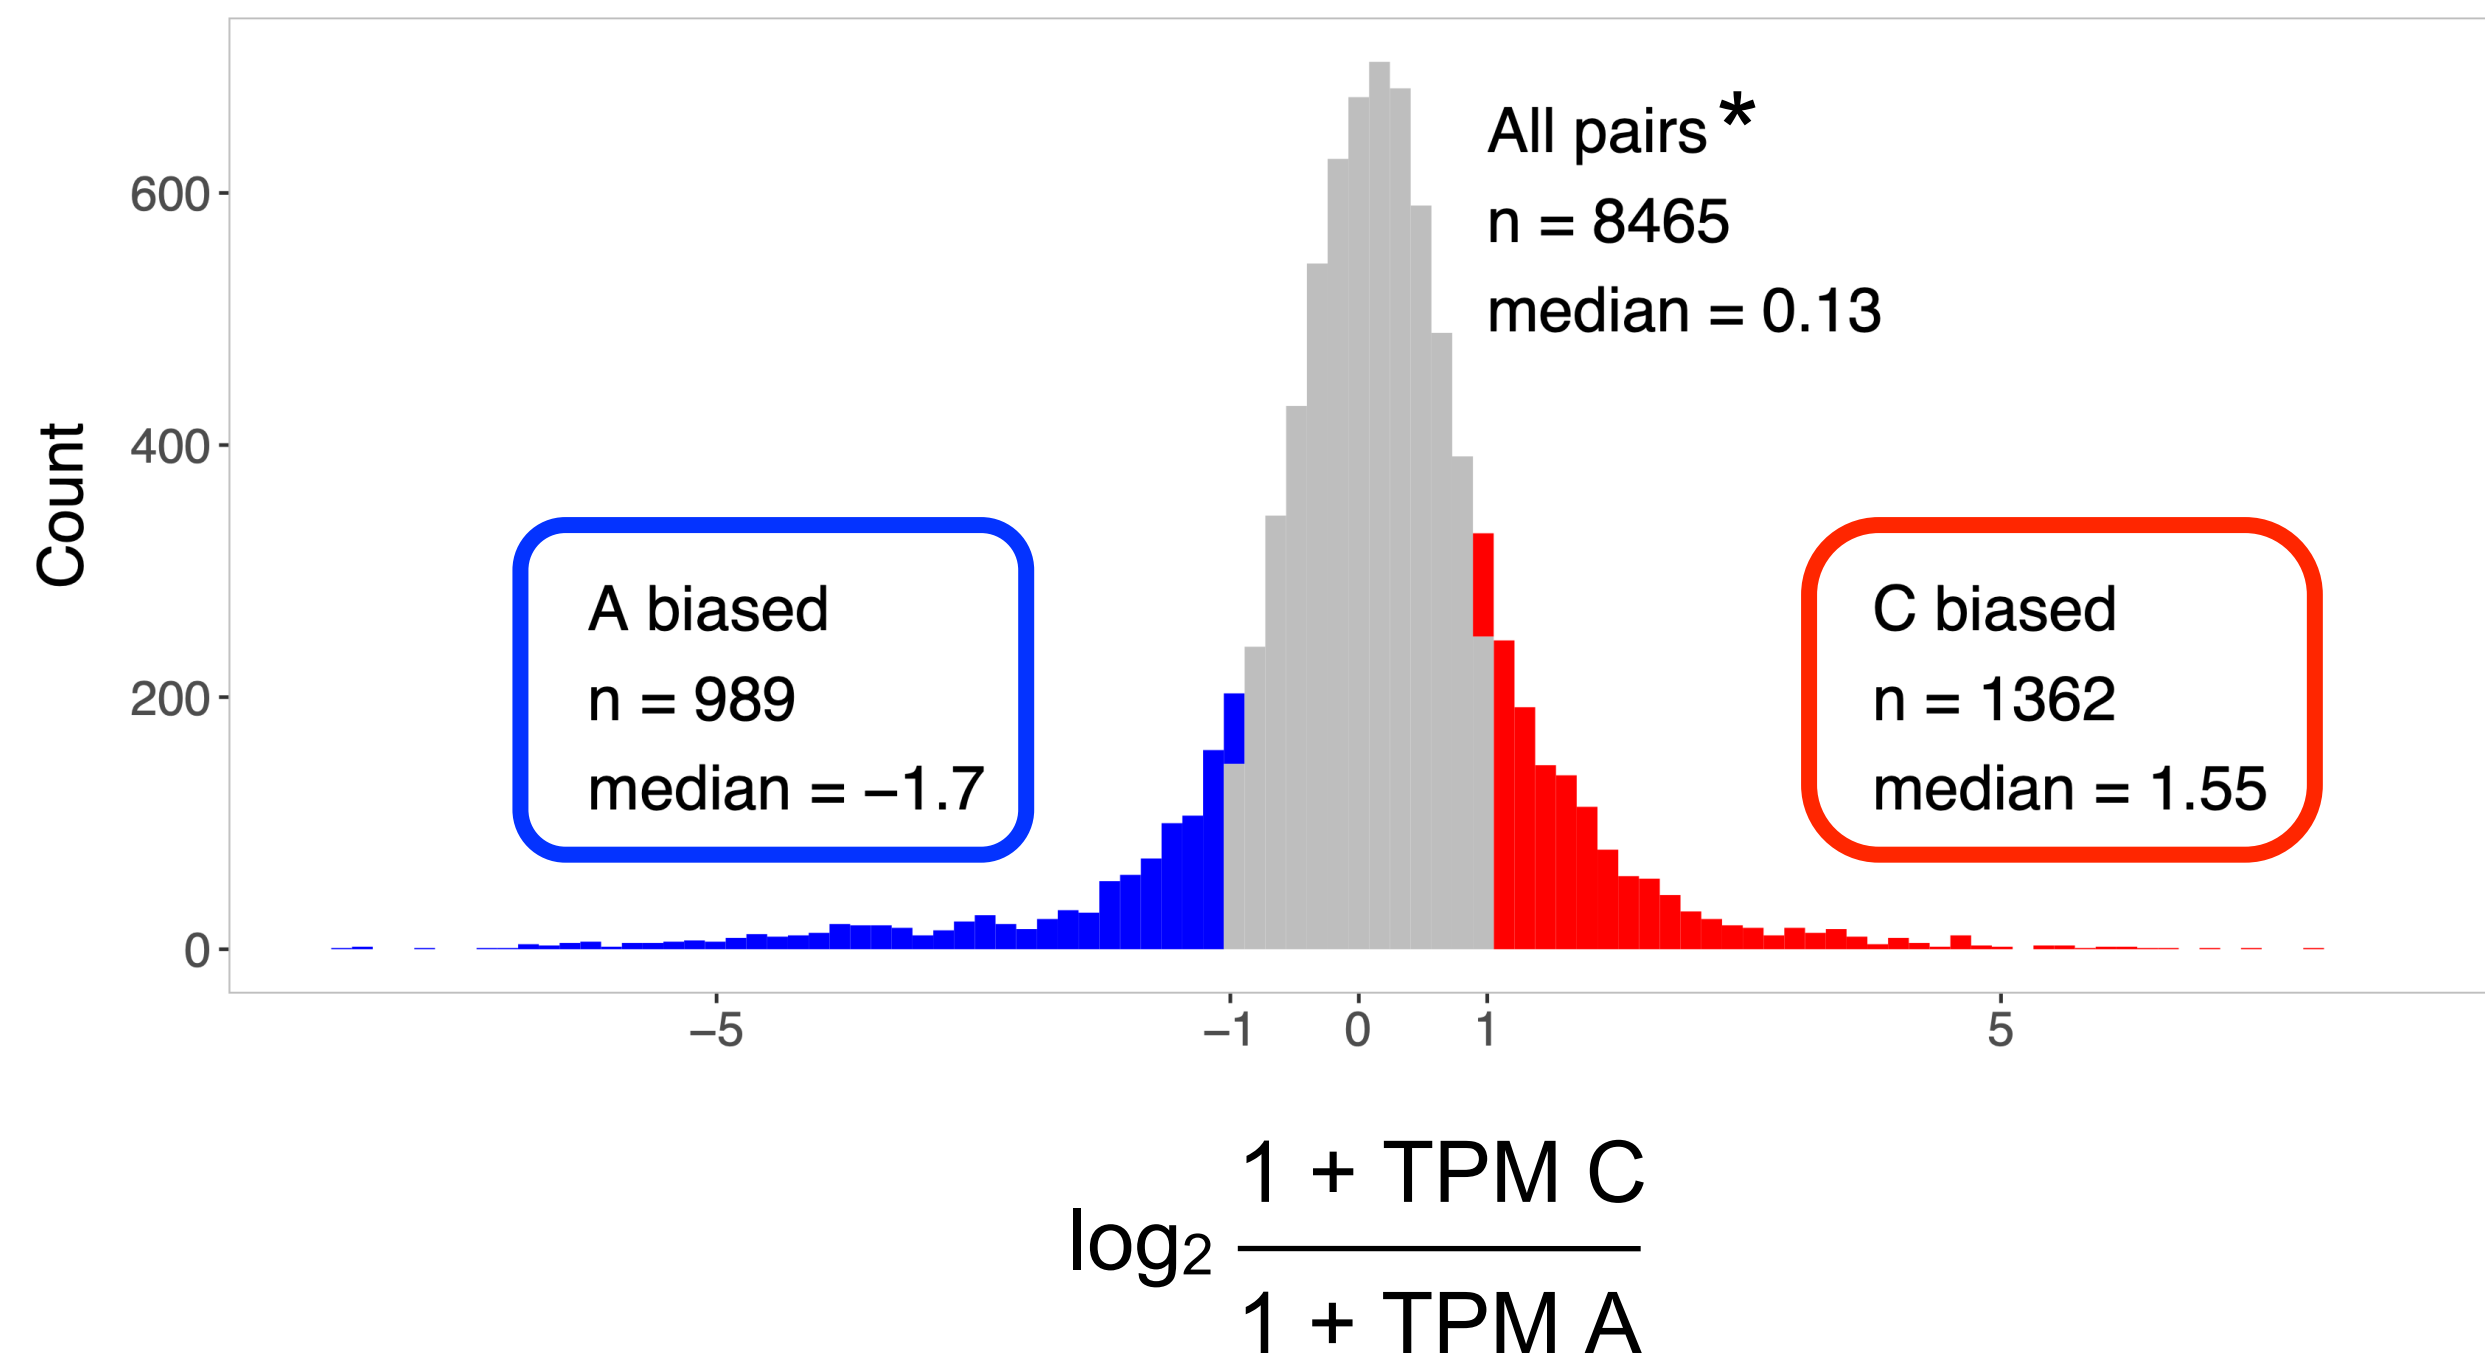 All pairs *
n = 8465
median = 0.13
Count
600
400
200
0
A biased
n = 989
median = −1.7
C biased
n = 1362
median = 1.55
−5 −1 0 1 5
1 + TPM C
log₂
1 + TPM A